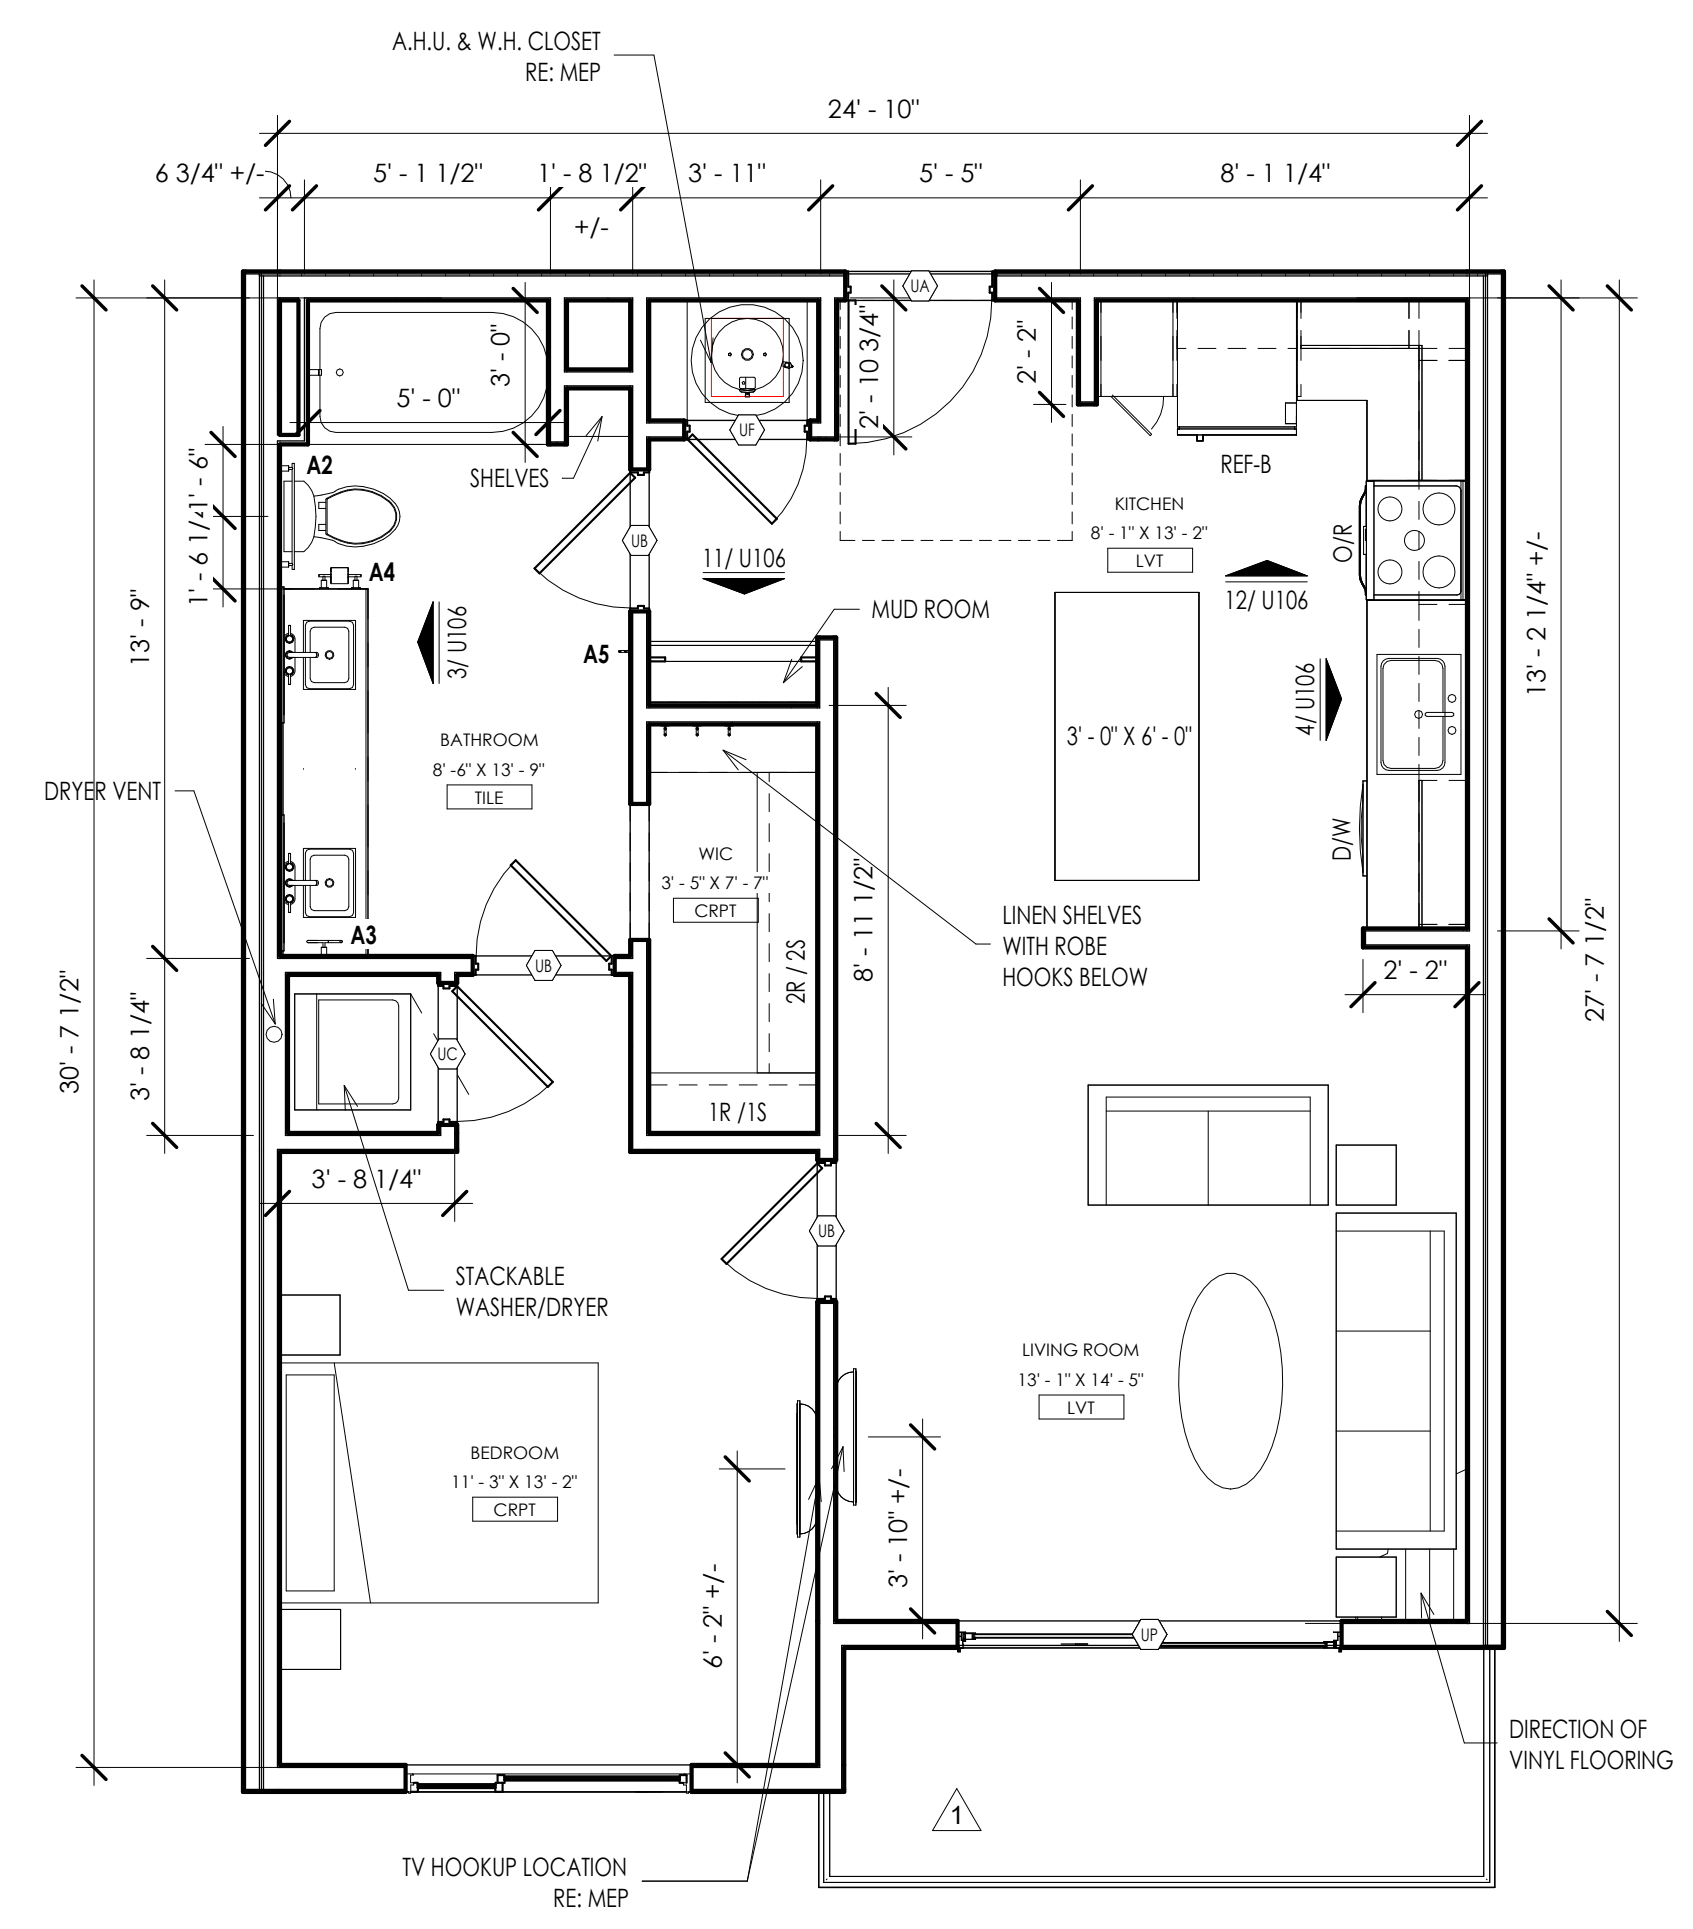 A.H.U. & W.H. CLOSET
RE: MEP
24' - 10"
6 3/4" +/-
5' - 1 1/2"
1' - 8 1/2"
+/-
3' - 11"
5' - 5"
8' - 1 1/4"
UA
3' - 0"
5' - 0"
2' - 10 3/4"
2' - 2"
UF
A2
SHELVES
REF-B
1' - 6"
1' - 6 1/4"
KITCHEN
8' - 1" X 13' - 2"
LVT
O/R
UB
11/ U106
12/ U106
A4
13' - 9"
3/ U106
A5
MUD ROOM
13' - 2 1/4" +/-
4/ U106
3' - 0" X 6' - 0"
BATHROOM
8' -6" X 13' - 9"
TILE
DRYER VENT
D/W
WIC
3' - 5" X 7' - 7"
CRPT
8' - 11 1/2"
LINEN SHELVES
WITH ROBE
HOOKS BELOW
27' - 7 1/2"
A3
UB
2R / 2S
2' - 2"
30' - 7 1/2"
3' - 8 1/4"
UC
1R /1S
3' - 8 1/4"
UB
STACKABLE
WASHER/DRYER
LIVING ROOM
13' - 1" X 14' - 5"
LVT
BEDROOM
11' - 3" X 13' - 2"
CRPT
3' - 10" +/-
6' - 2" +/-
UP
DIRECTION OF
VINYL FLOORING
1
TV HOOKUP LOCATION
RE: MEP